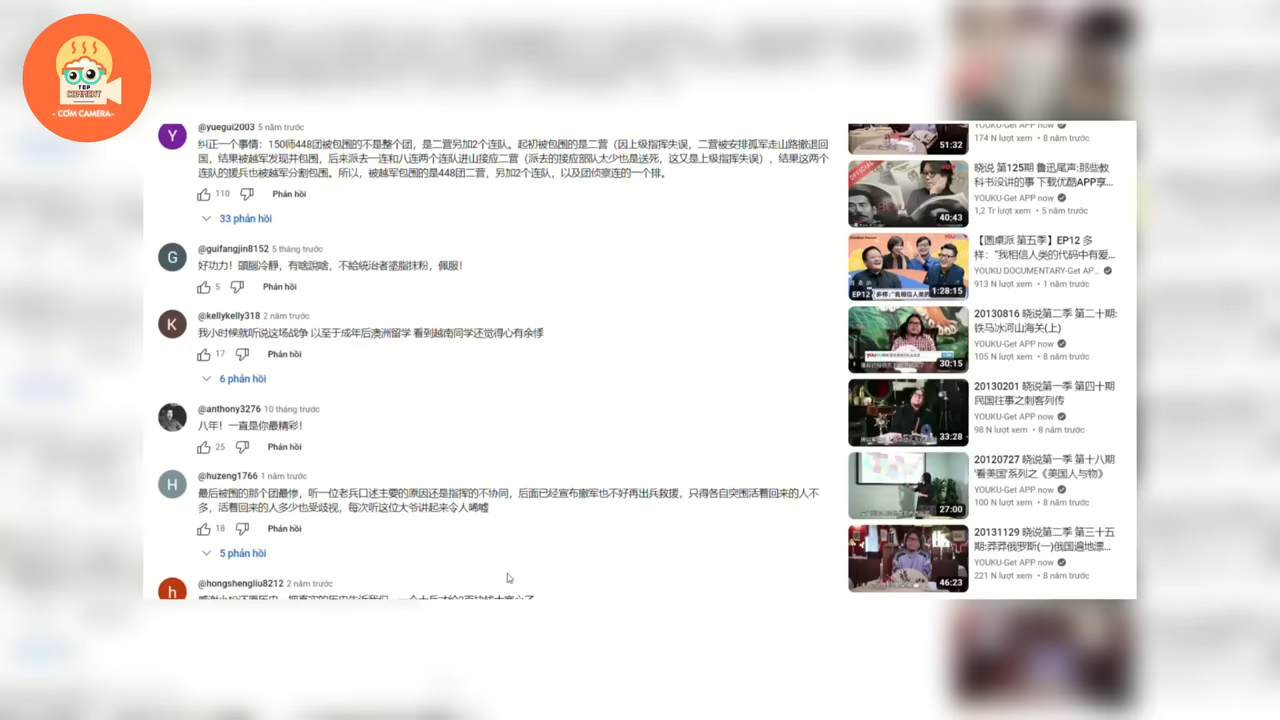 TOP
COMMENT
- CƠM CAMERA-
Y
@yuegui2003 5 năm trước
纠正一个事情：150师448团被包围的不是整个团，是二营另加2个连队。起初被包围的是二营（因上级指挥失误，二营被安排孤军走山路撤退回
国，结果被越军发现并包围，后来派去一连和八连两个连队进山接应二营（派去的接应部队太少也是送死，这又是上级指挥失误），结果这两个
连队的援兵也被越军分割包围。所以，被越军包围的是448团二营，另加2个连队，以及团侦察连的一个排。
110 Phản hồi
33 phản hồi
G
@guifangjin8152 5 tháng trước
好功力！頭腦冷靜，有啥說啥，不給統治者塗脂抹粉，佩服！
5 Phản hồi
K
@kellykelly318 2 năm trước
我小时候就听说这场战争 以至于成年后澳洲留学 看到越南同学还觉得心有余悸
17 Phản hồi
6 phản hồi
@anthony3276 10 tháng trước
八年！一直是你最精彩！
25 Phản hồi
H
@huzeng1766 1 năm trước
最后被围的那个团最惨，听一位老兵口述主要的原因还是指挥的不协同，后面已经宣布撤军也不好再出兵救援，只得各自突围活着回来的人不
多，活着回来的人多少也受歧视，每次听这位大爷讲起来令人唏嘘
18 Phản hồi
5 phản hồi
h
@hongshengliu8212 2 năm trước
51:32
YOUKU-Get APP now
174 N lượt xem • 8 năm trước
40:43
晓说 第125期 鲁迅尾声:那些教
科书没讲的事 下载优酷APP享...
YOUKU-Get APP now
1,2 Tr lượt xem • 5 năm trước
EP12
1:28:15
【圆桌派 第五季】EP12 多
样："我相信人类的代码中有爱...
YOUKU DOCUMENTARY-Get AP...
913 N lượt xem • 1 năm trước
30:15
20130816 晓说第二季 第二十期:
铁马冰河山海关(上)
YOUKU-Get APP now
105 N lượt xem • 8 năm trước
33:28
20130201 晓说第一季 第四十期
民国往事之刺客列传
YOUKU-Get APP now
98 N lượt xem • 8 năm trước
27:00
20120727 晓说第一季 第十八期
'看美国'系列之《美国人与物》
YOUKU-Get APP now
100 N lượt xem • 8 năm trước
46:23
20131129 晓说第二季 第三十五
期:莽莽俄罗斯(一)俄国遍地漂...
YOUKU-Get APP now
221 N lượt xem • 8 năm trước